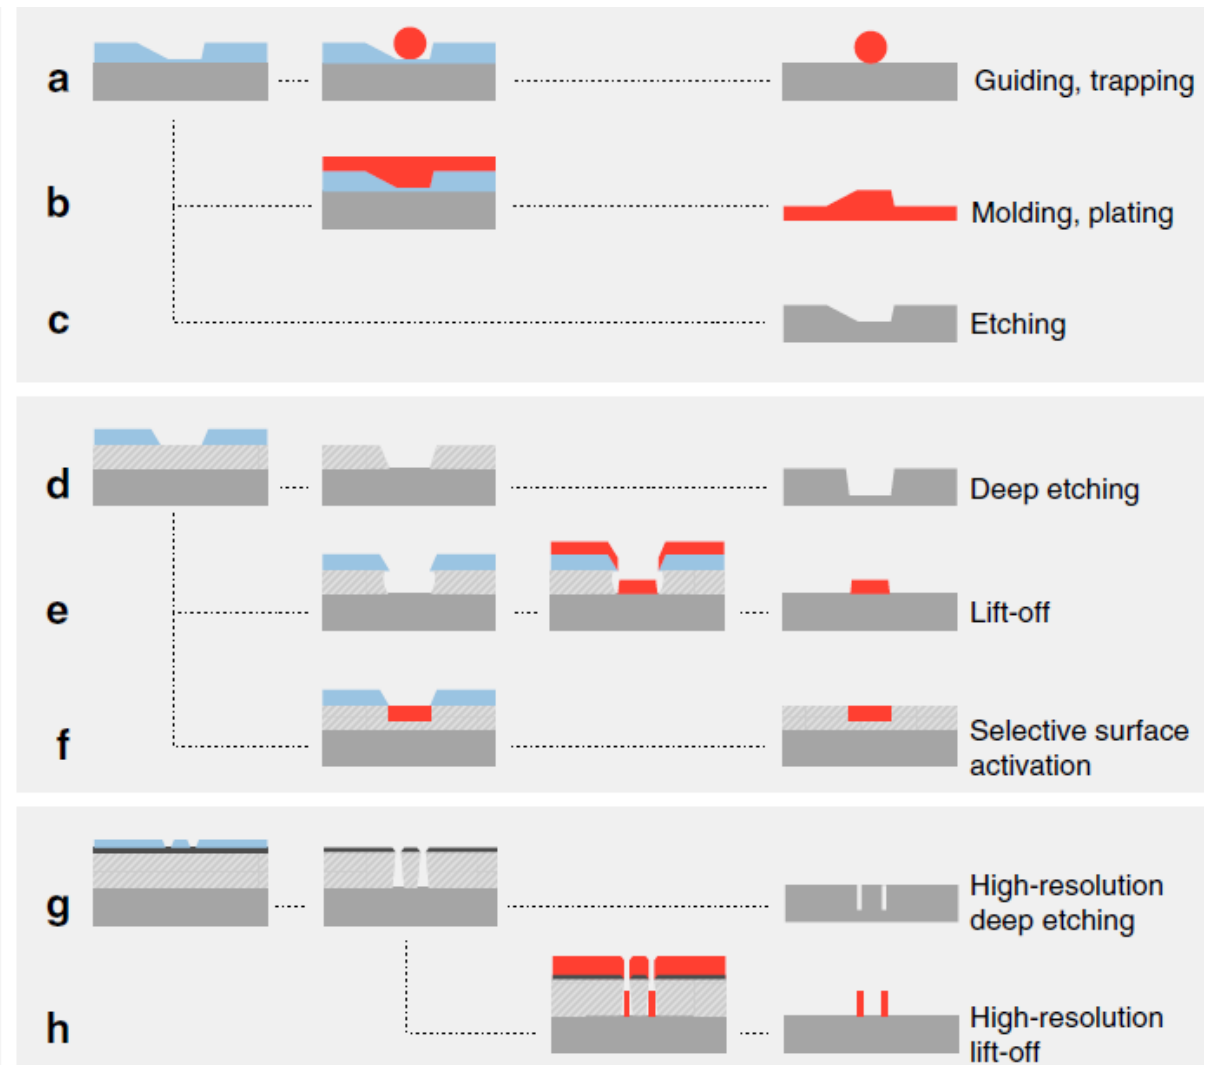 a
Guiding, trapping
b
Molding, plating
c
Etching
d
Deep etching
e
Lift-off
f
Selective surface
activation
g
High-resolution
deep etching
h
High-resolution
lift-off